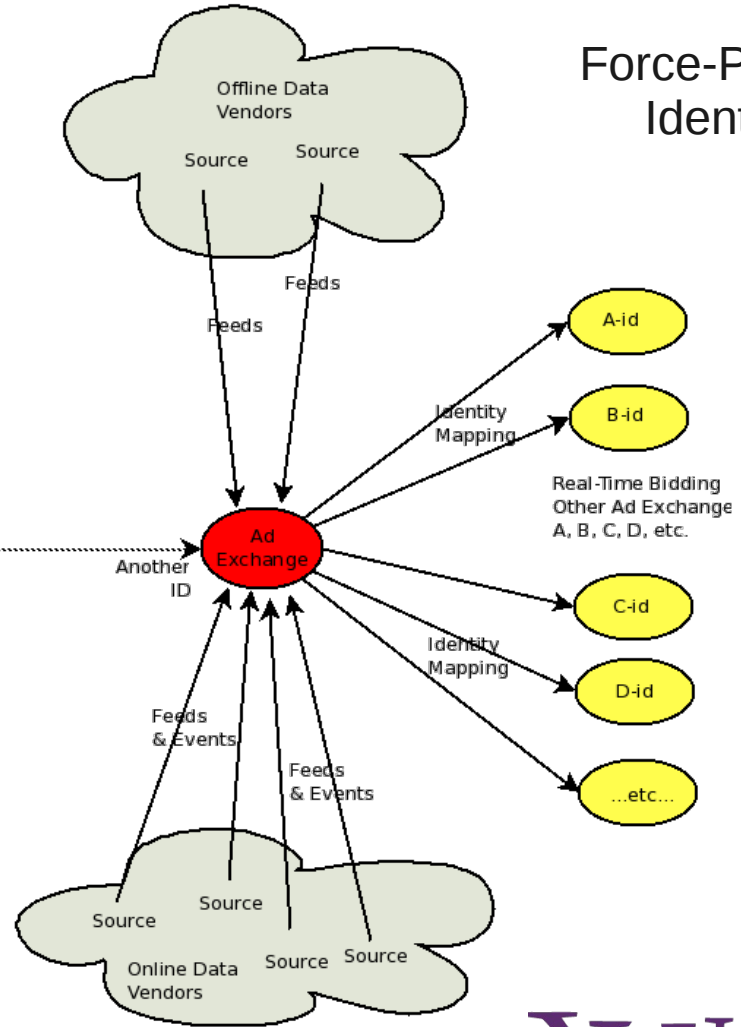 Offline Data
Vendors
Source
Source
Feeds
Feeds
A-id
Identity
Mapping
B-id
Real-Time Bidding
Other Ad Exchange
A, B, C, D, etc.
Ad
Exchange
Another
ID
C-id
Identity
Mapping
D-id
Feeds
& Events
Feeds
& Events
...etc...
Source
Source
Source
Source
Online Data
Vendors